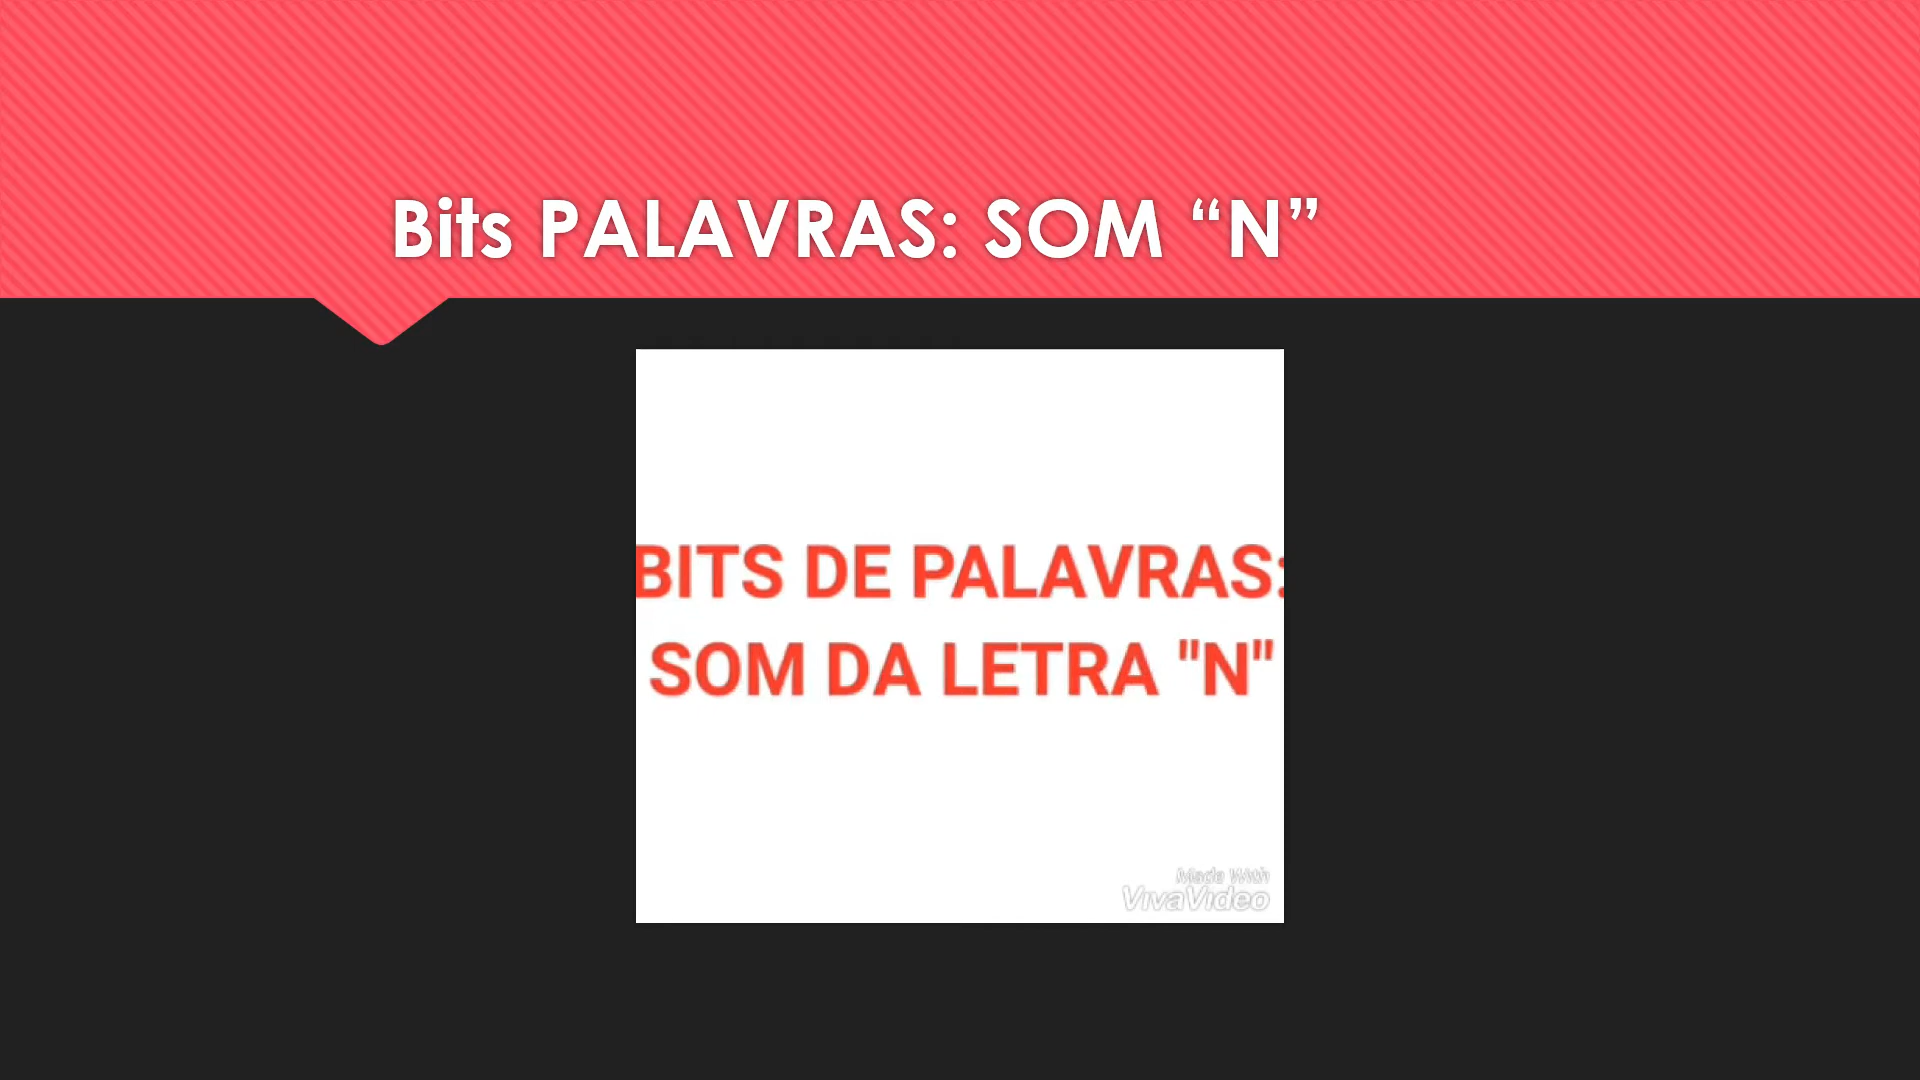 Bits PALAVRAS: SOM “N”
BITS DE PALAVRAS:
SOM DA LETRA "N"
Made With
VivaVideo